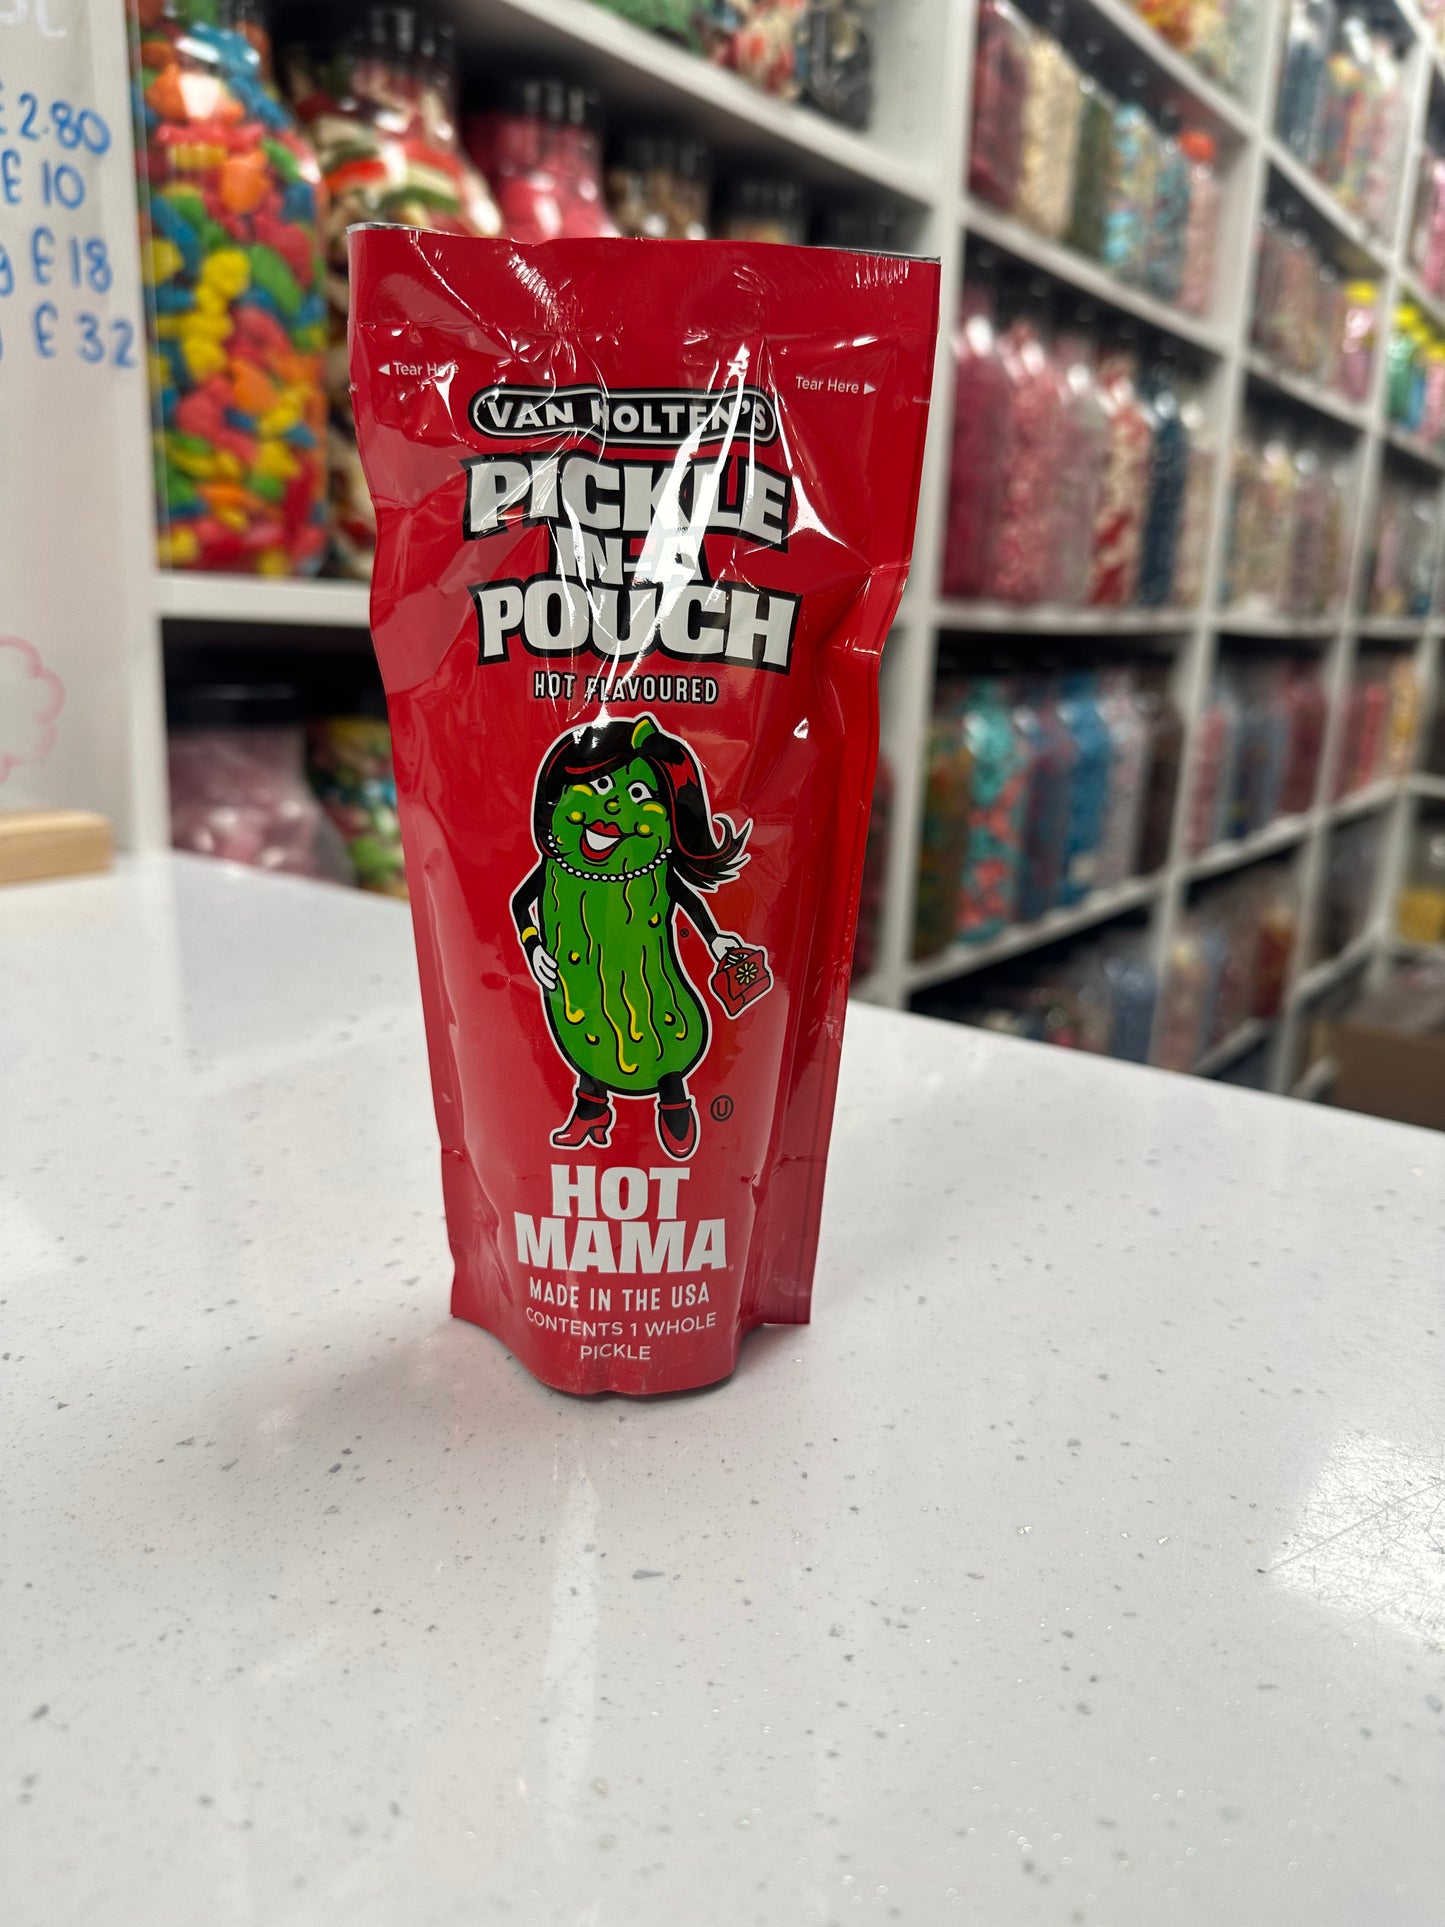 £2.80
£10
£18
£32
◀ Tear Here
Tear Here ▶
VAN HOLTEN'S
PICKLE
IN-A
POUCH
HOT FLAVOURED
®
U
HOT
MAMA®
MADE IN THE USA
CONTENTS 1 WHOLE
PICKLE